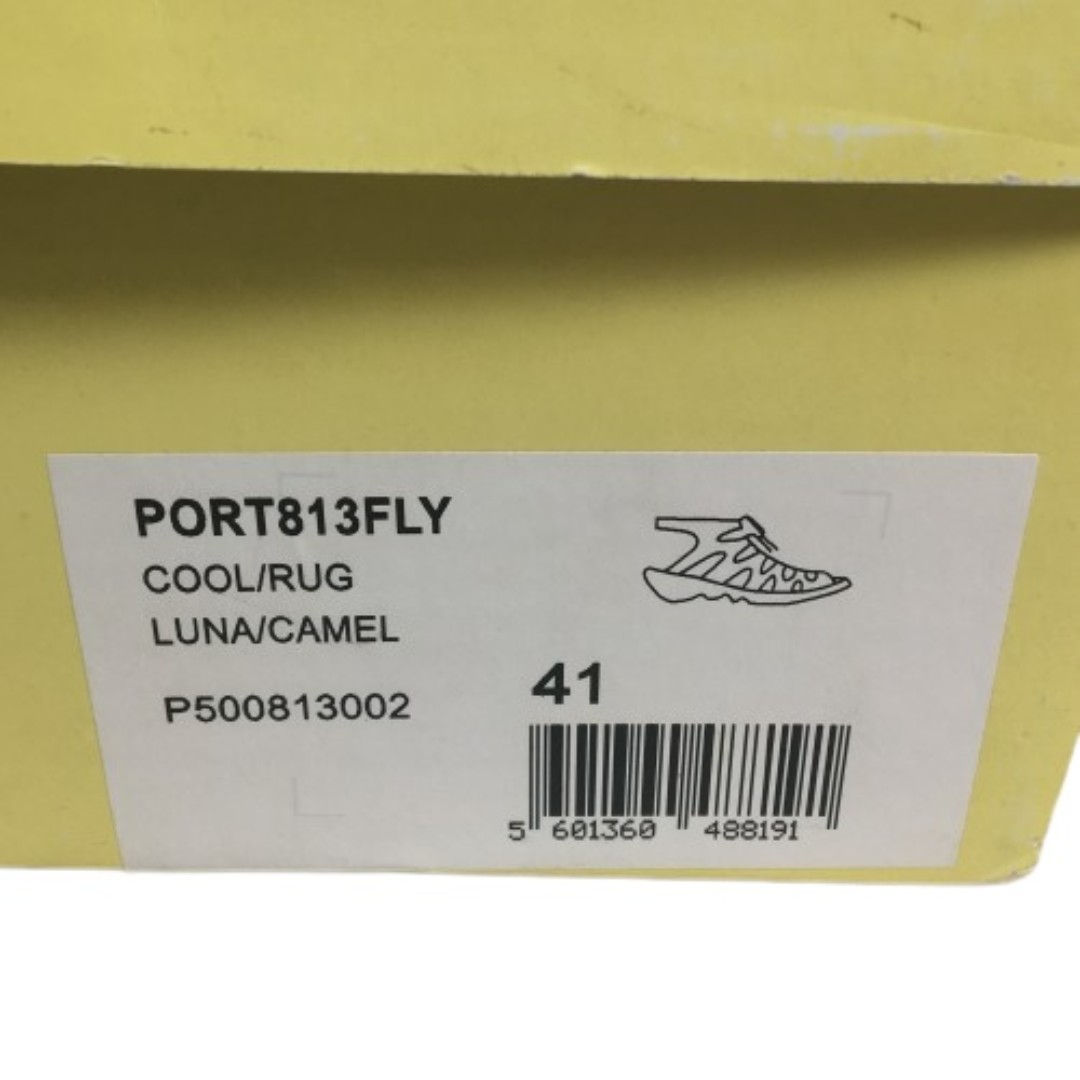 PORT813FLY
COOL/RUG
LUNA/CAMEL
P500813002
41
5 601360 488191